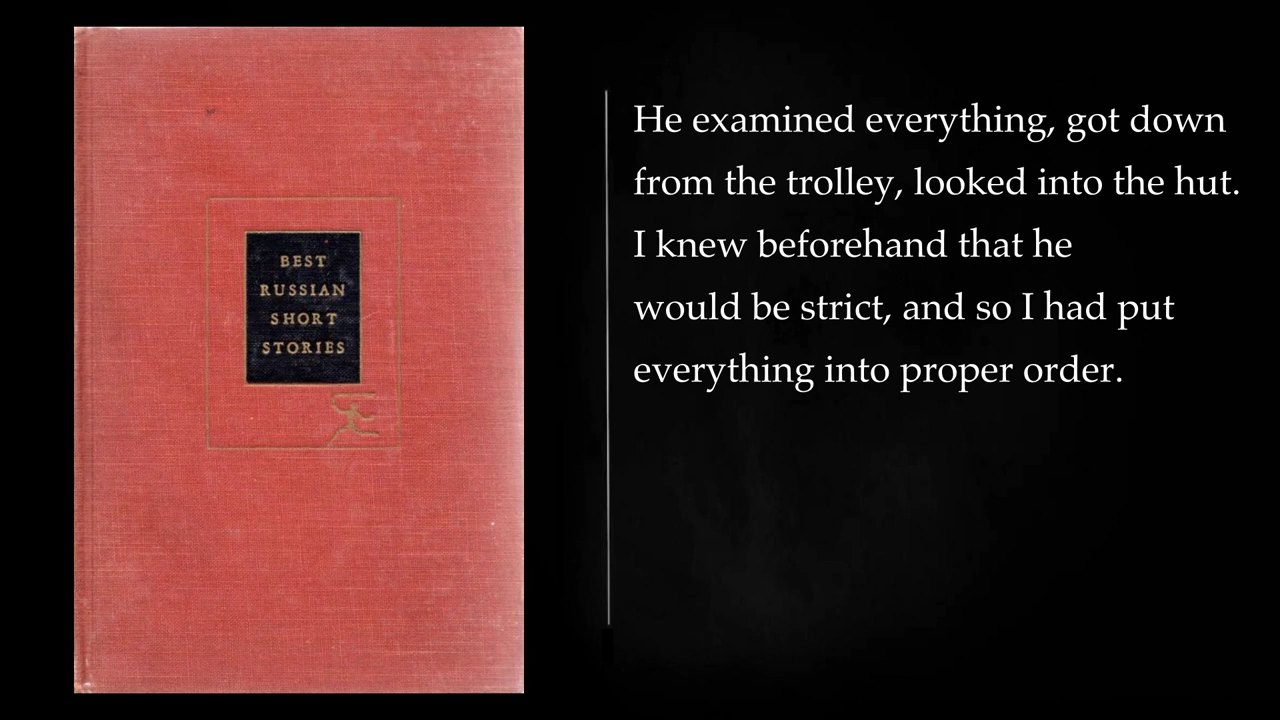 BEST
RUSSIAN
SHORT
STORIES
He examined everything, got down
from the trolley, looked into the hut.
I knew beforehand that he
would be strict, and so I had put
everything into proper order.